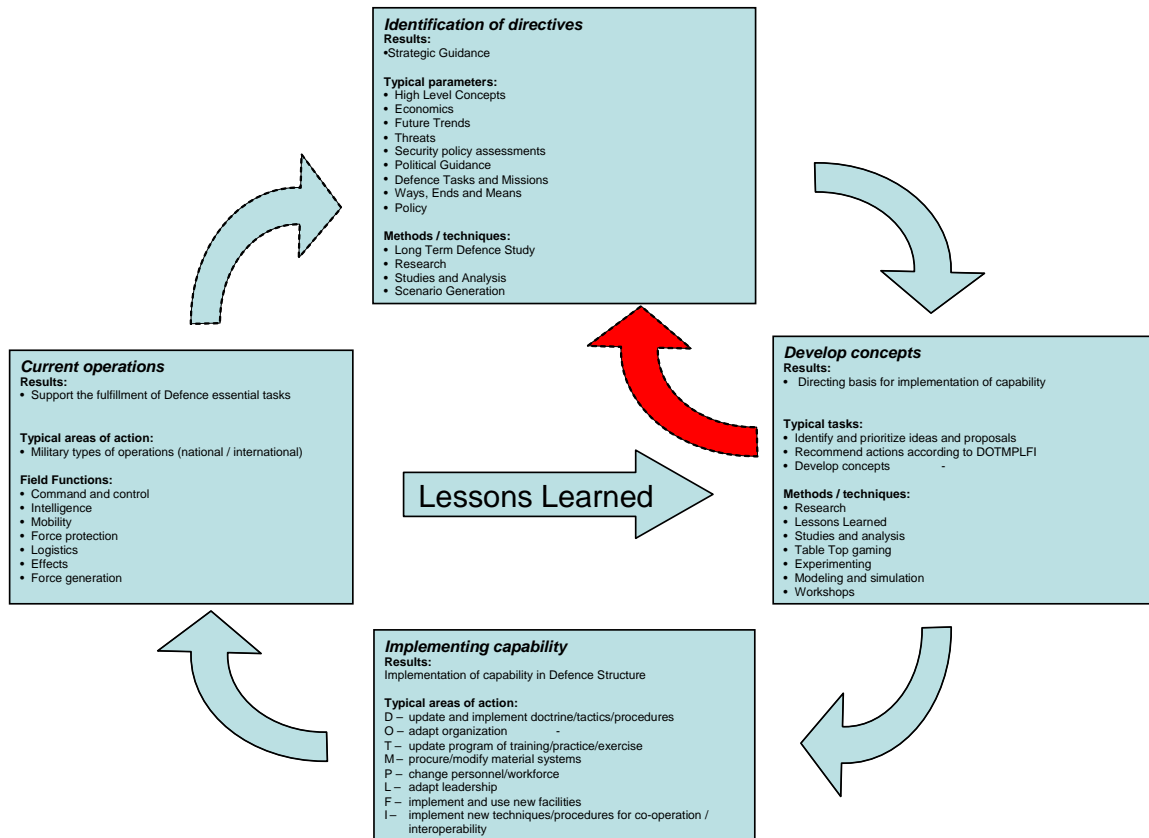 Identification of directives
Results:
•Strategic Guidance
Typical parameters:
• High Level Concepts
• Economics
• Future Trends
• Threats
• Security policy assessments
• Political Guidance
• Defence Tasks and Missions
• Ways, Ends and Means
• Policy
Methods / techniques:
• Long Term Defence Study
• Research
• Studies and Analysis
• Scenario Generation
Current operations
Results:
• Support the fulfillment of Defence essential tasks
Typical areas of action:
• Military types of operations (national / international)
Field Functions:
• Command and control
• Intelligence
• Mobility
• Force protection
• Logistics
• Effects
• Force generation
Lessons Learned
Develop concepts
Results:
• Directing basis for implementation of capability
Typical tasks:
• Identify and prioritize ideas and proposals
• Recommend actions according to DOTMPLFI
• Develop concepts -
Methods / techniques:
• Research
• Lessons Learned
• Studies and analysis
• Table Top gaming
• Experimenting
• Modeling and simulation
• Workshops
Implementing capability
Results:
Implementation of capability in Defence Structure
Typical areas of action:
D – update and implement doctrine/tactics/procedures
O – adapt organization -
T – update program of training/practice/exercise
M – procure/modify material systems
P – change personnel/workforce
L – adapt leadership
F – implement and use new facilities
I – implement new techniques/procedures for co-operation /
interoperability